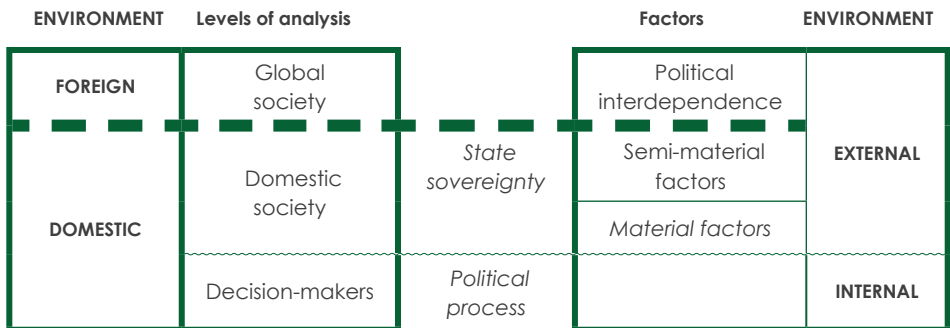 ENVIRONMENT Levels of analysis Factors ENVIRONMENT
FOREIGN
Global
society
Political
interdependence
State
sovereignty
Semi-material
factors
EXTERNAL
Domestic
society
DOMESTIC
Material factors
Decision-makers
Political
process
INTERNAL